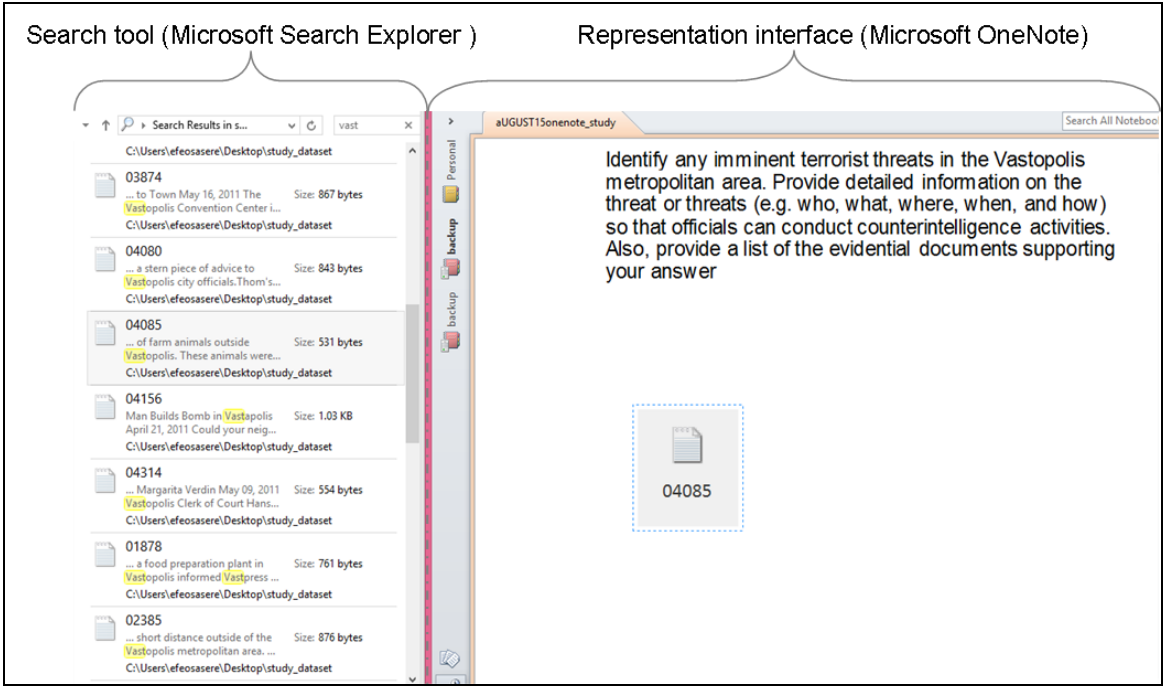 Search tool (Microsoft Search Explorer )
Representation interface (Microsoft OneNote)
Search Results in s...
vast
C:\Users\efeosasere\Desktop\study_dataset
03874
... to Town May 16, 2011 The
Size: 867 bytes
Vastopolis Convention Center i...
C:\Users\efeosasere\Desktop\study_dataset
04080
... a stern piece of advice to
Size: 843 bytes
Vastopolis city officials.Thom's...
C:\Users\efeosasere\Desktop\study_dataset
04085
... of farm animals outside
Size: 531 bytes
Vastopolis. These animals were...
C:\Users\efeosasere\Desktop\study_dataset
04156
Man Builds Bomb in Vastapolis
Size: 1.03 KB
April 21, 2011 Could your neig...
C:\Users\efeosasere\Desktop\study_dataset
04314
... Margarita Verdin May 09, 2011
Size: 554 bytes
Vastopolis Clerk of Court Hans...
C:\Users\efeosasere\Desktop\study_dataset
01878
... a food preparation plant in
Size: 761 bytes
Vastopolis informed Vastpress ...
C:\Users\efeosasere\Desktop\study_dataset
02385
... short distance outside of the
Size: 876 bytes
Vastopolis metropolitan area. ...
C:\Users\efeosasere\Desktop\study_dataset
Personal
backup
backup
aUGUST15onenote_study
Search All Noteboo
Identify any imminent terrorist threats in the Vastopolis
metropolitan area. Provide detailed information on the
threat or threats (e.g. who, what, where, when, and how)
so that officials can conduct counterintelligence activities.
Also, provide a list of the evidential documents supporting
your answer
04085